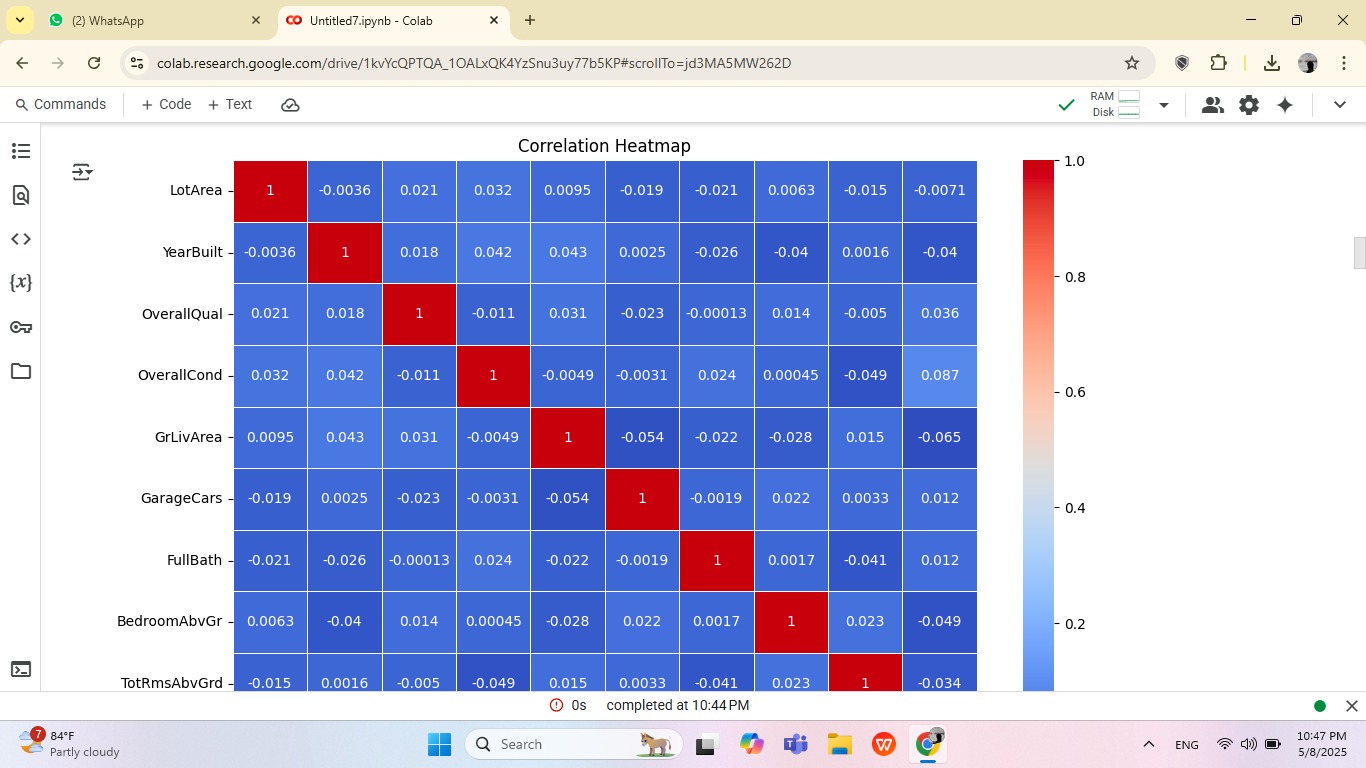 (2) WhatsApp
Untitled7.ipynb - Colab
colab.research.google.com/drive/1kvYcQPTQA_1OALxQK4YzSnu3uy77b5KP#scrollTo=jd3MA5MW262D
Commands + Code + Text
RAM
Disk
Correlation Heatmap
LotArea 1 -0.0036 0.021 0.032 0.0095 -0.019 -0.021 0.0063 -0.015 -0.0071
YearBuilt -0.0036 1 0.018 0.042 0.043 0.0025 -0.026 -0.04 0.0016 -0.04
OverallQual 0.021 0.018 1 -0.011 0.031 -0.023 -0.00013 0.014 -0.005 0.036
OverallCond 0.032 0.042 -0.011 1 -0.0049 -0.0031 0.024 0.00045 -0.049 0.087
GrLivArea 0.0095 0.043 0.031 -0.0049 1 -0.054 -0.022 -0.028 0.015 -0.065
GarageCars -0.019 0.0025 -0.023 -0.0031 -0.054 1 -0.0019 0.022 0.0033 0.012
FullBath -0.021 -0.026 -0.00013 0.024 -0.022 -0.0019 1 0.0017 -0.041 0.012
BedroomAbvGr 0.0063 -0.04 0.014 0.00045 -0.028 0.022 0.0017 1 0.023 -0.049
TotRmsAbvGrd -0.015 0.0016 -0.005 -0.049 0.015 0.0033 -0.041 0.023 1 -0.034
1.0
0.8
0.6
0.4
0.2
0s completed at 10:44 PM
7
84°F
Partly cloudy
Search
ENG
10:47 PM
5/8/2025